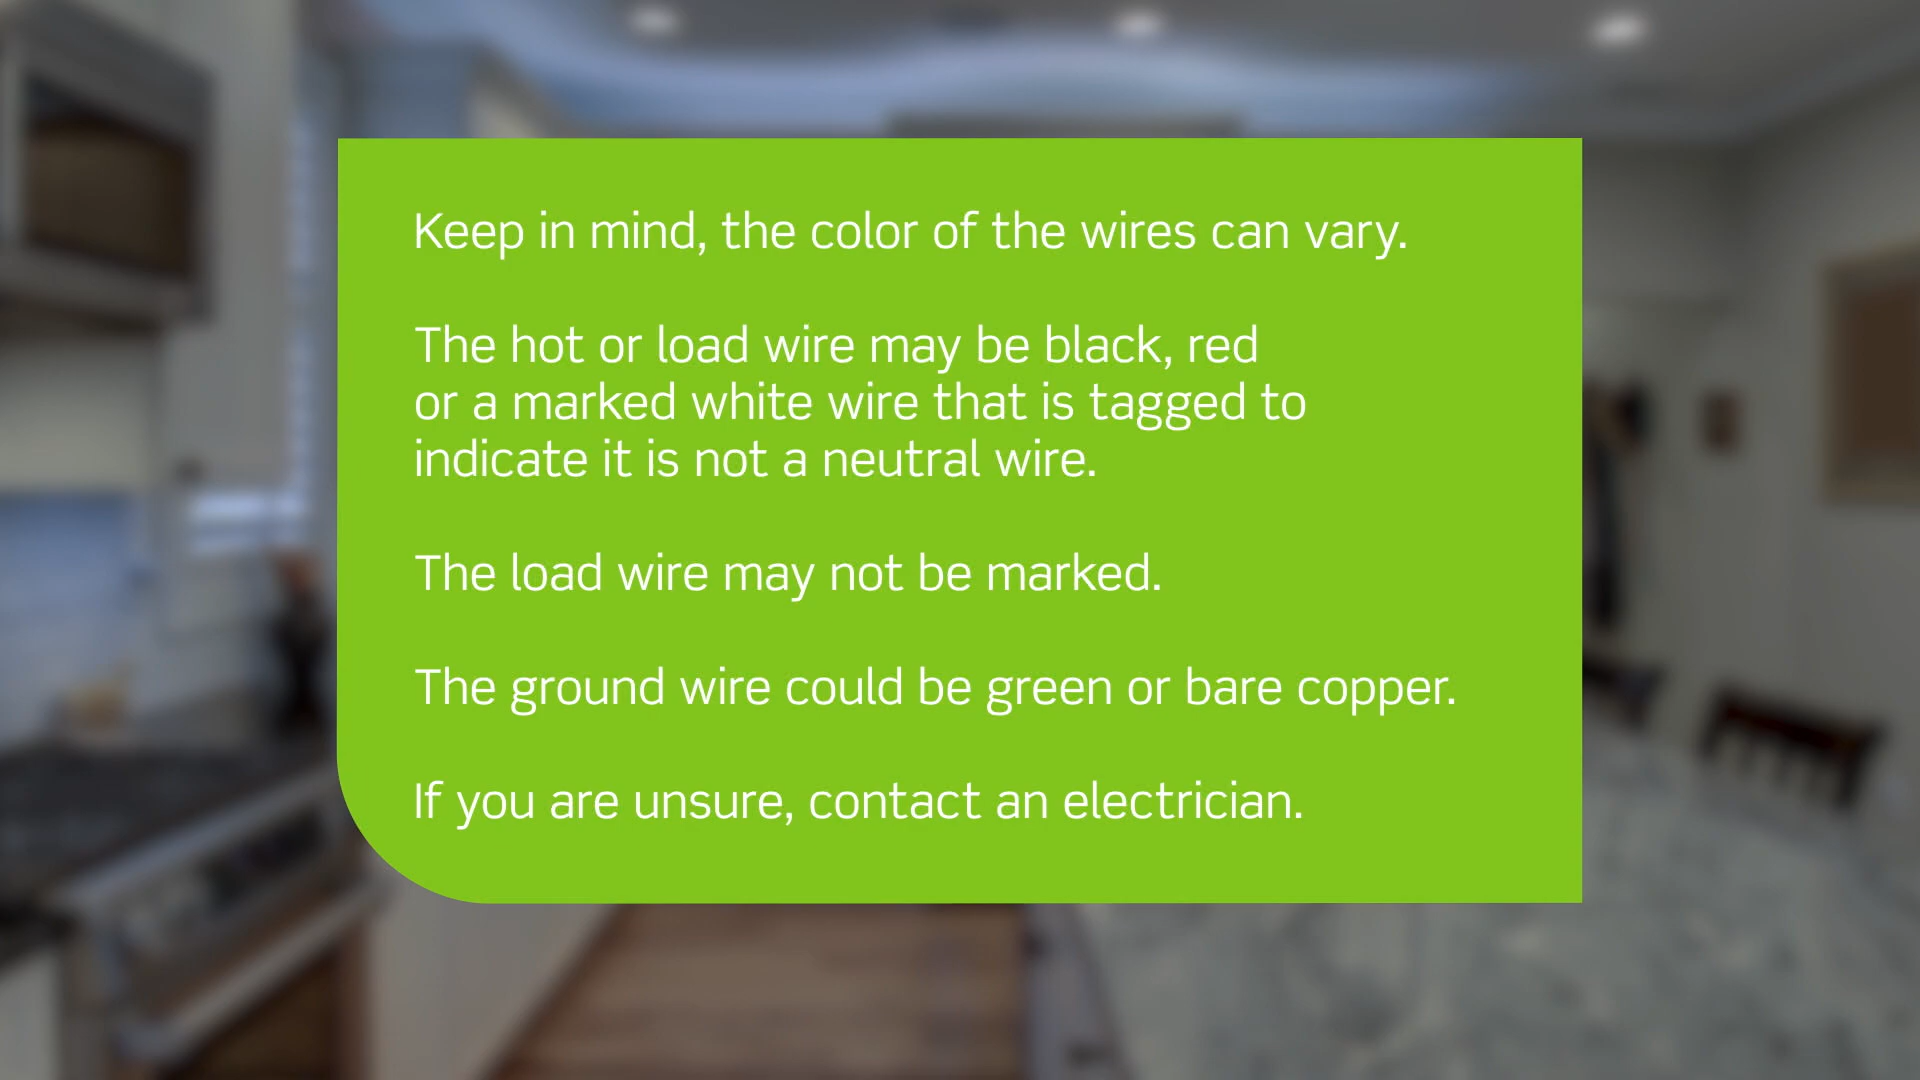 Keep in mind, the color of the wires can vary.
The hot or load wire may be black, red
or a marked white wire that is tagged to
indicate it is not a neutral wire.
The load wire may not be marked.
The ground wire could be green or bare copper.
If you are unsure, contact an electrician.